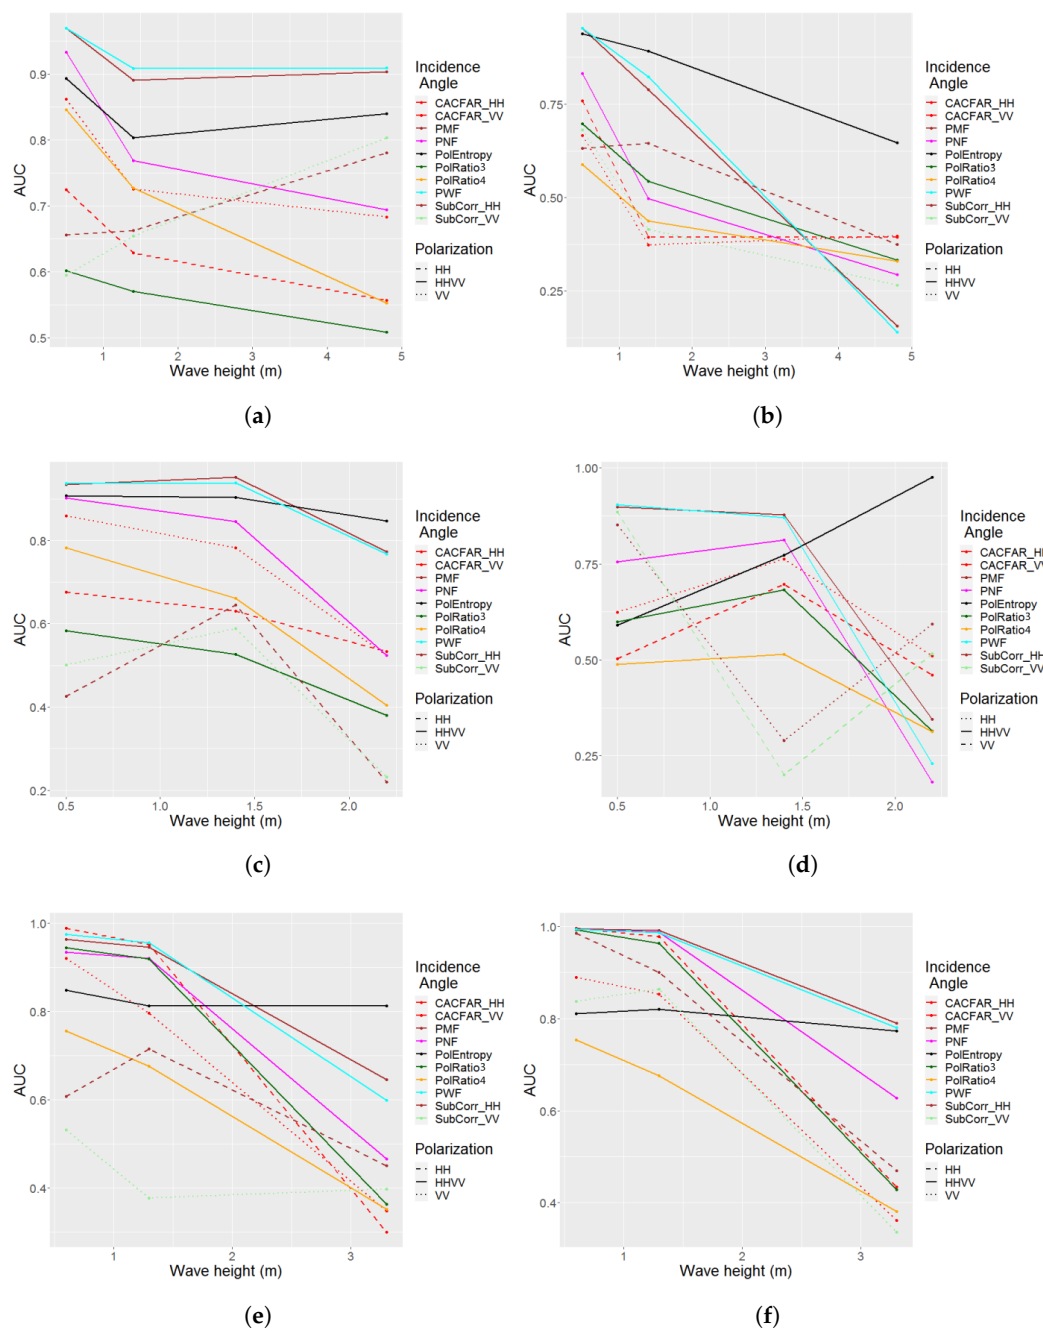 0.9
0.8
0.7
0.6
0.5
AUC
1
2
3
4
5
Wave height (m)
Incidence
Angle
CACFAR_HH
CACFAR_VV
PMF
PNF
PolEntropy
PolRatio3
PolRatio4
PWF
SubCorr_HH
SubCorr_VV
Polarization
HH
HHVV
VV
(a)
0.75
0.50
0.25
AUC
1
2
3
4
5
Wave height (m)
Incidence
Angle
CACFAR_HH
CACFAR_VV
PMF
PNF
PolEntropy
PolRatio3
PolRatio4
PWF
SubCorr_HH
SubCorr_VV
Polarization
HH
HHVV
VV
(b)
0.8
0.6
0.4
0.2
AUC
0.5
1.0
1.5
2.0
Wave height (m)
Incidence
Angle
CACFAR_HH
CACFAR_VV
PMF
PNF
PolEntropy
PolRatio3
PolRatio4
PWF
SubCorr_HH
SubCorr_VV
Polarization
HH
HHVV
VV
(c)
1.00
0.75
0.50
0.25
AUC
0.5
1.0
1.5
2.0
Wave height (m)
Incidence
Angle
CACFAR_HH
CACFAR_VV
PMF
PNF
PolEntropy
PolRatio3
PolRatio4
PWF
SubCorr_HH
SubCorr_VV
Polarization
HH
HHVV
VV
(d)
1.0
0.8
0.6
0.4
AUC
1
2
3
Wave height (m)
Incidence
Angle
CACFAR_HH
CACFAR_VV
PMF
PNF
PolEntropy
PolRatio3
PolRatio4
PWF
SubCorr_HH
SubCorr_VV
Polarization
HH
HHVV
VV
(e)
1.0
0.8
0.6
0.4
AUC
1
2
3
Wave height (m)
Incidence
Angle
CACFAR_HH
CACFAR_VV
PMF
PNF
PolEntropy
PolRatio3
PolRatio4
PWF
SubCorr_HH
SubCorr_VV
Polarization
HH
HHVV
VV
(f)